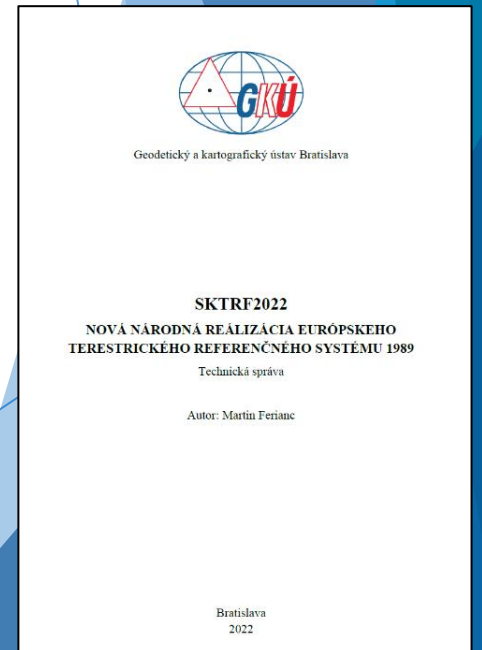 GKÚ
Geodetický a kartografický ústav Bratislava
SKTRF2022
NOVÁ NÁRODNÁ REÁLIZÁCIA EURÓPSKEHO
TERESTRICKÉHO REFERENČNÉHO SYSTÉMU 1989
Technická správa
Autor: Martin Ferianc
Bratislava
2022